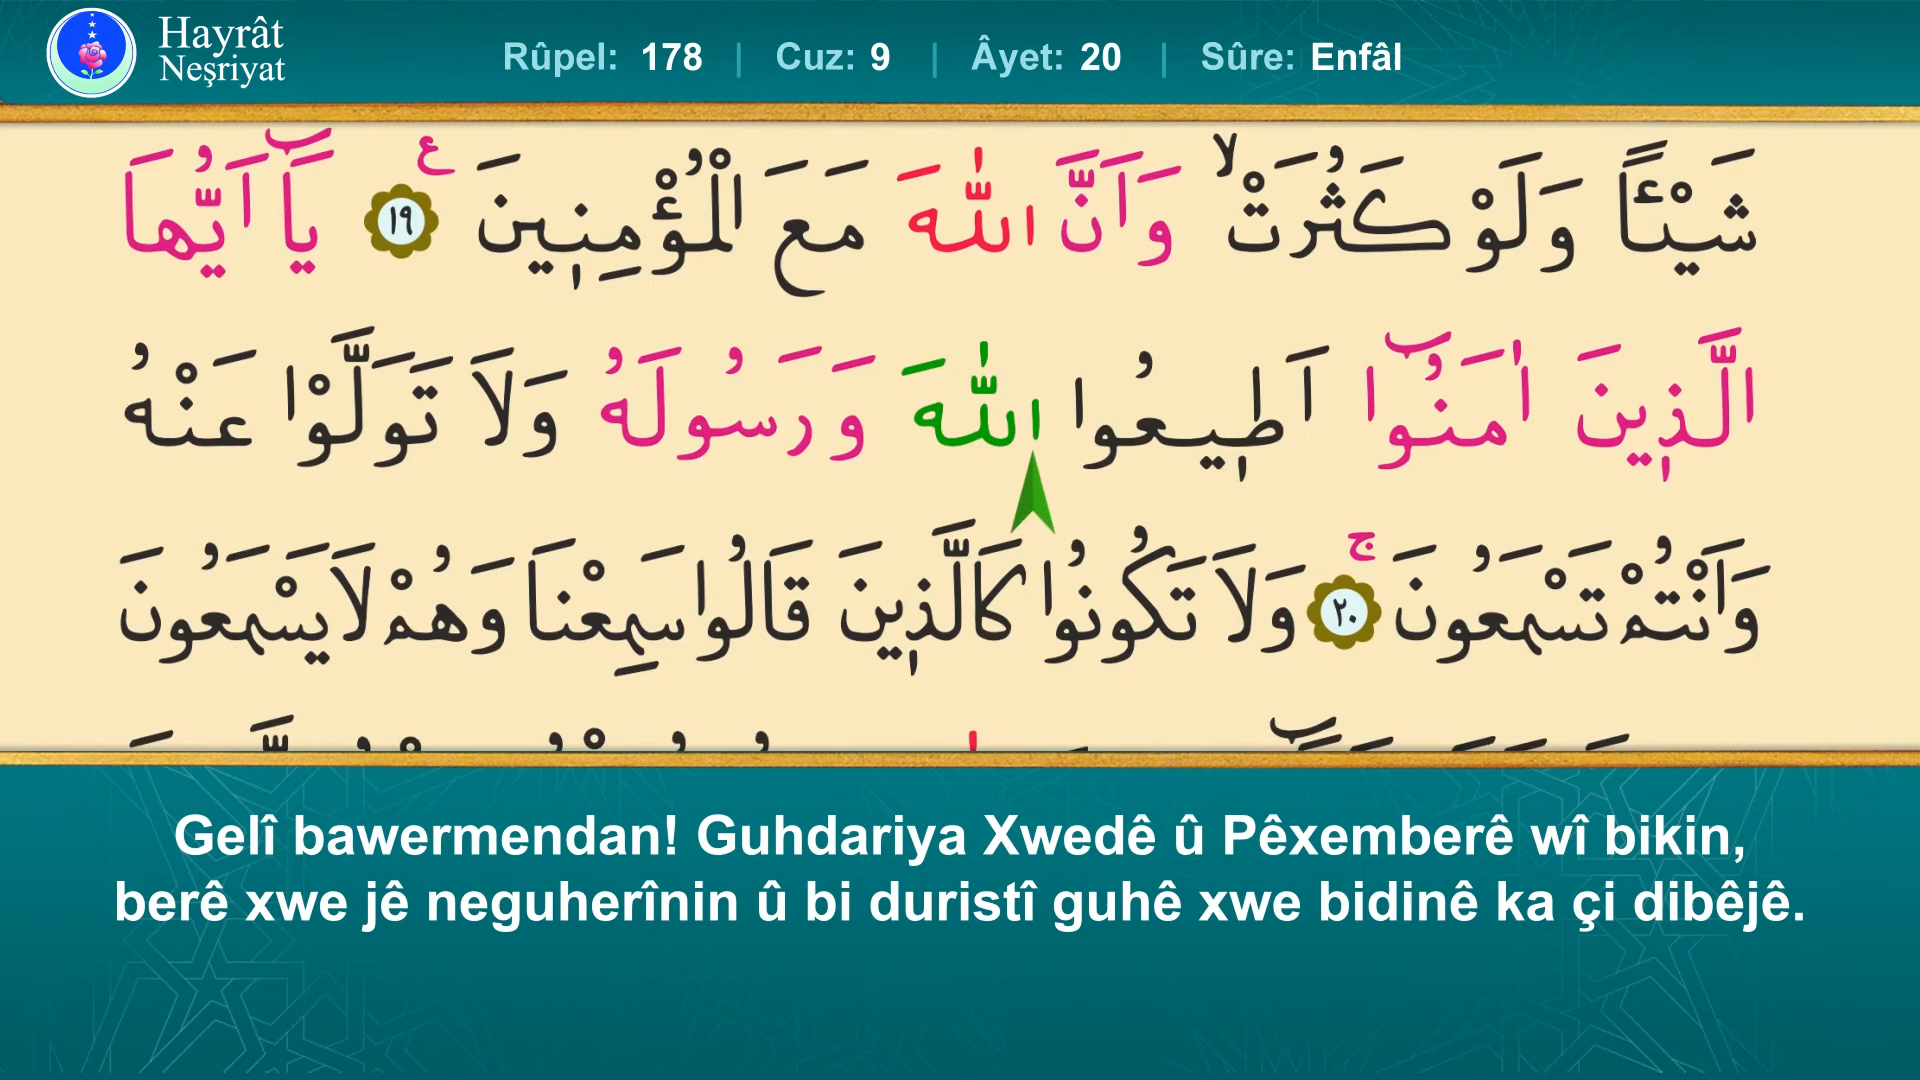 Hayrât
Neşriyat
Rûpel: 178 | Cuz: 9 | Âyet: 20 | Sûre: Enfâl
شَيْـًٔا وَلَوْ كَثُرَتْۙ وَاَنَّ اللّٰهَ مَعَ الْمُؤْمِنٖينَ ﴿١٩﴾ ع يَٓا اَيُّهَا
الَّذٖينَ اٰمَنُٓوا اَطٖيعُوا اللّٰهَ وَرَسُولَهُ وَلَا تَوَلَّوْا عَنْهُ
وَاَنْتُمْ تَسْمَعُونَ ﴿٢٠﴾ ج وَلَا تَكُونُوا كَالَّذٖينَ قَالُوا سَمِعْنَا وَهُمْ لَا يَسْمَعُونَ
Gelî bawermendan! Guhdariya Xwedê û Pêxemberê wî bikin,
berê xwe jê neguherînin û bi duristî guhê xwe bidinê ka çi dibêjê.